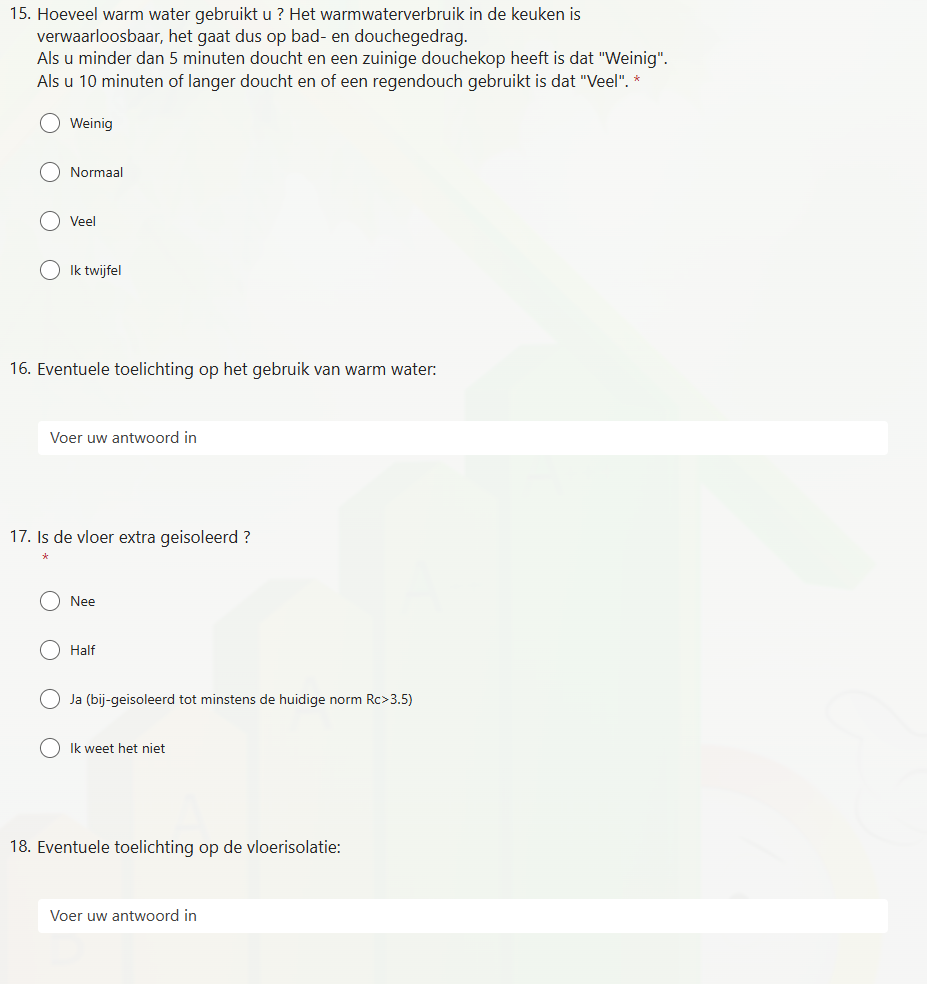 15. Hoeveel warm water gebruikt u ? Het warmwaterverbruik in de keuken is
verwaarloosbaar, het gaat dus op bad- en douchegedrag.
Als u minder dan 5 minuten doucht en een zuinige douchekop heeft is dat "Weinig".
Als u 10 minuten of langer doucht en of een regendouch gebruikt is dat "Veel". *
Weinig
Normaal
Veel
Ik twijfel
16. Eventuele toelichting op het gebruik van warm water:
Voer uw antwoord in
17. Is de vloer extra geisoleerd ?
*
Nee
Half
Ja (bij-geisoleerd tot minstens de huidige norm Rc>3.5)
Ik weet het niet
18. Eventuele toelichting op de vloerisolatie:
Voer uw antwoord in
A
A
A
A
D